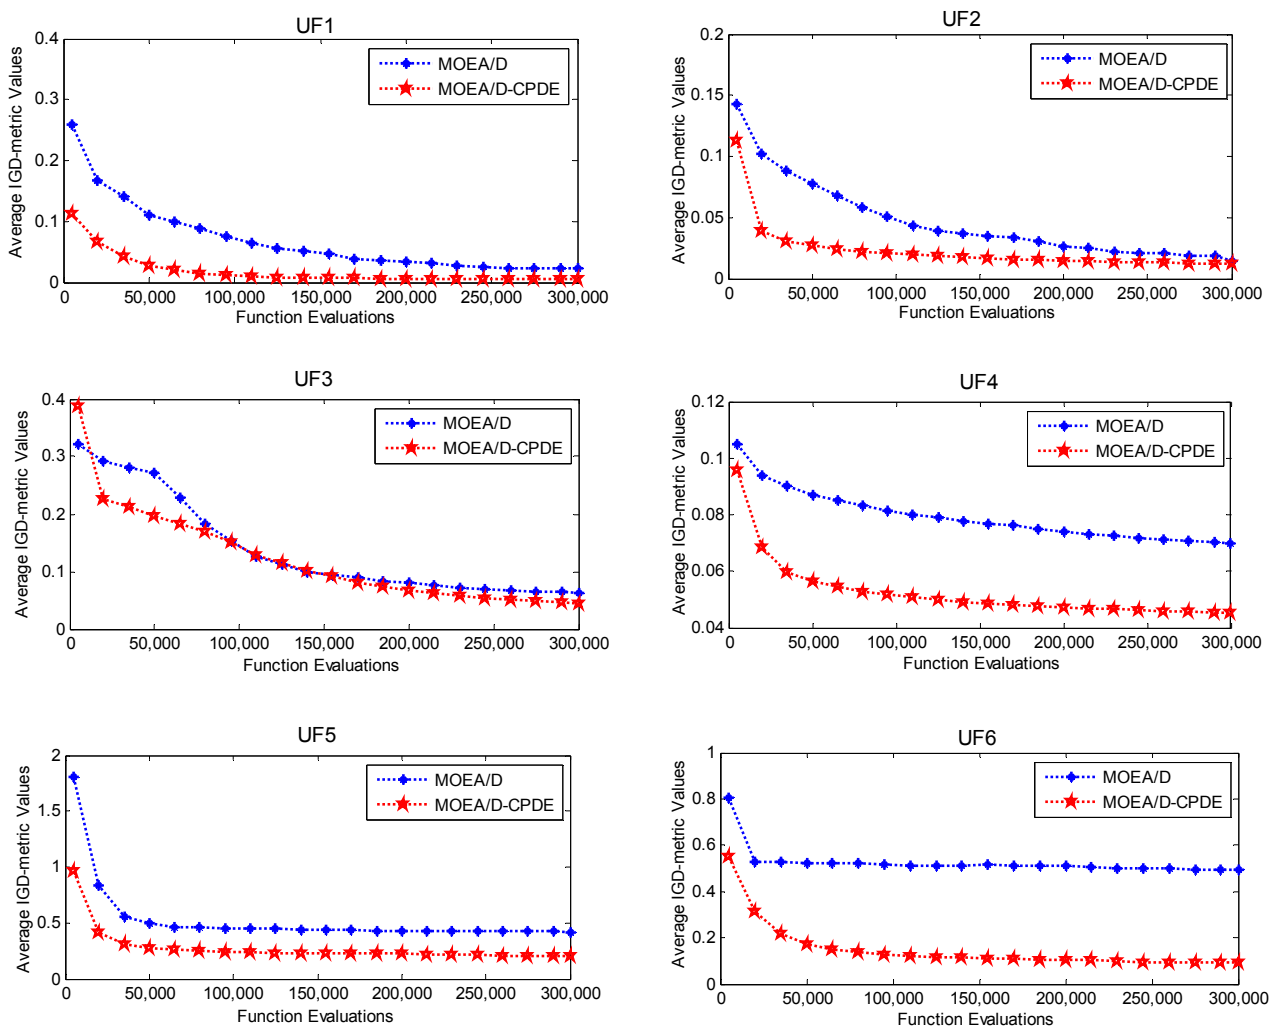 UF1
0.4
0.3
0.2
0.1
0
0
50,000
100,000
150,000
200,000
250,000
300,000
Average IGD-metric Values
Function Evaluations
MOEA/D
MOEA/D-CPDE
UF2
0.2
0.15
0.1
0.05
0
0
50,000
100,000
150,000
200,000
250,000
300,000
Average IGD-metric Values
Function Evaluations
MOEA/D
MOEA/D-CPDE
UF3
0.4
0.3
0.2
0.1
0
0
50,000
100,000
150,000
200,000
250,000
300,000
Average IGD-metric Values
Function Evaluations
MOEA/D
MOEA/D-CPDE
UF4
0.12
0.1
0.08
0.06
0.04
0
50,000
100,000
150,000
200,000
250,000
300,000
Average IGD-metric Values
Function Evaluations
MOEA/D
MOEA/D-CPDE
UF5
2
1.5
1
0.5
0
0
50,000
100,000
150,000
200,000
250,000
300,000
Average IGD-metric Values
Function Evaluations
MOEA/D
MOEA/D-CPDE
UF6
1
0.8
0.6
0.4
0.2
0
0
50,000
100,000
150,000
200,000
250,000
300,000
Average IGD-metric Values
Function Evaluations
MOEA/D
MOEA/D-CPDE